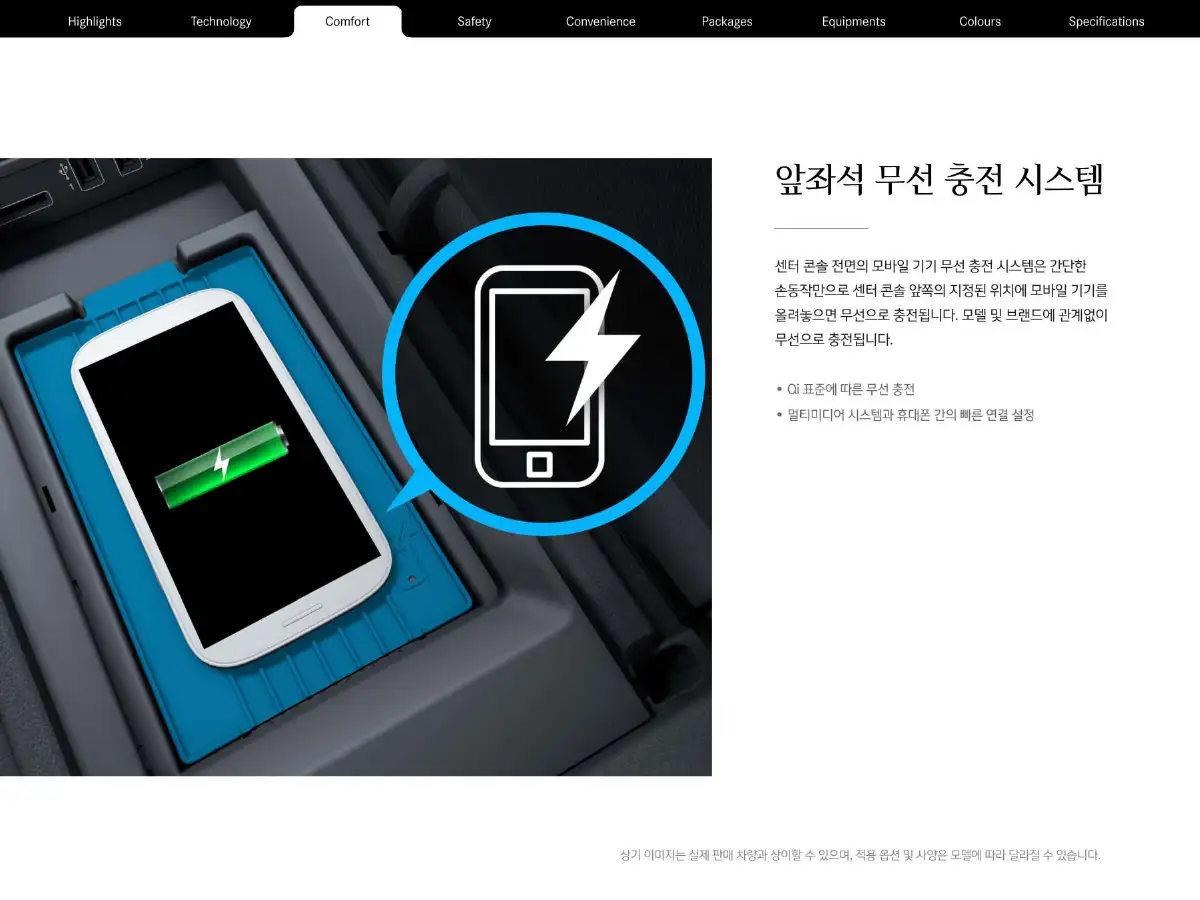 Highlights
Technology
Comfort
Safety
Convenience
Packages
Equipments
Colours
Specifications
앞좌석 무선 충전 시스템
센터 콘솔 전면의 모바일 기기 무선 충전 시스템은 간단한
손동작만으로 센터 콘솔 앞쪽의 지정된 위치에 모바일 기기를
올려놓으면 무선으로 충전됩니다. 모델 및 브랜드에 관계없이
무선으로 충전됩니다.
• Qi 표준에 따른 무선 충전
• 멀티미디어 시스템과 휴대폰 간의 빠른 연결 설정
상기 이미지는 실제 판매 차량과 상이할 수 있으며, 적용 옵션 및 사양은 모델에 따라 달라질 수 있습니다.